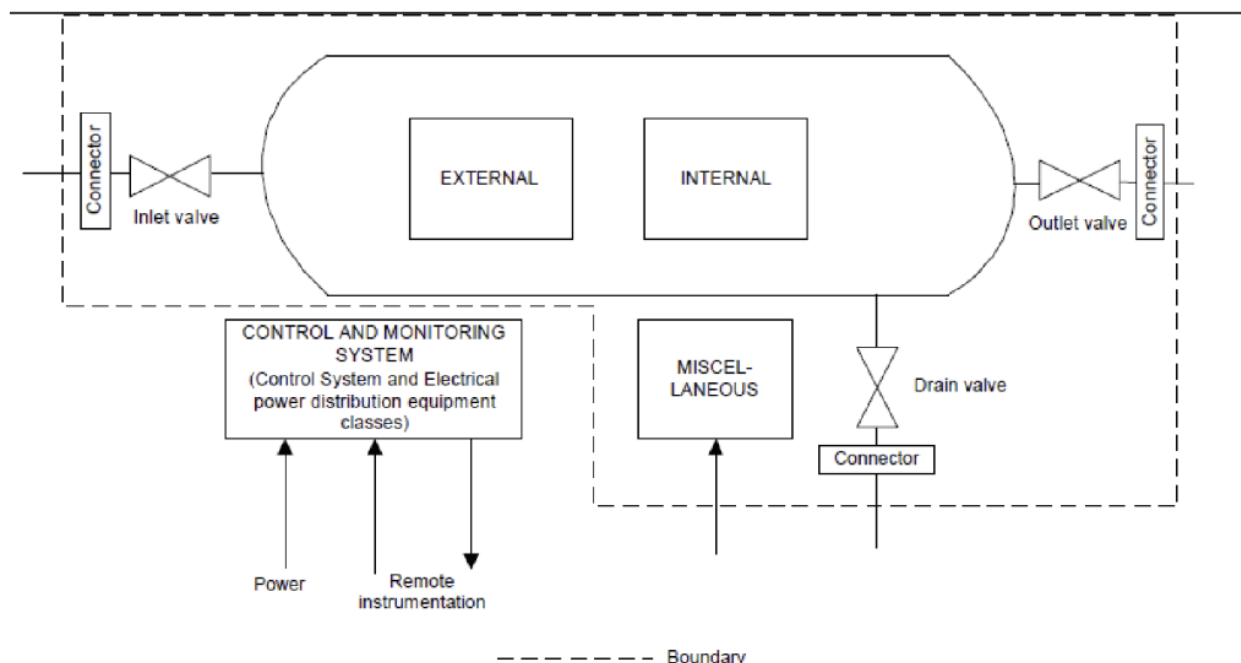 Connector
Inlet valve
EXTERNAL
INTERNAL
Outlet valve
Connector
CONTROL AND MONITORING
SYSTEM
(Control System and Electrical
power distribution equipment
classes)
MISCEL-
LANEOUS
Drain valve
Connector
Power
Remote
instrumentation
Boundary